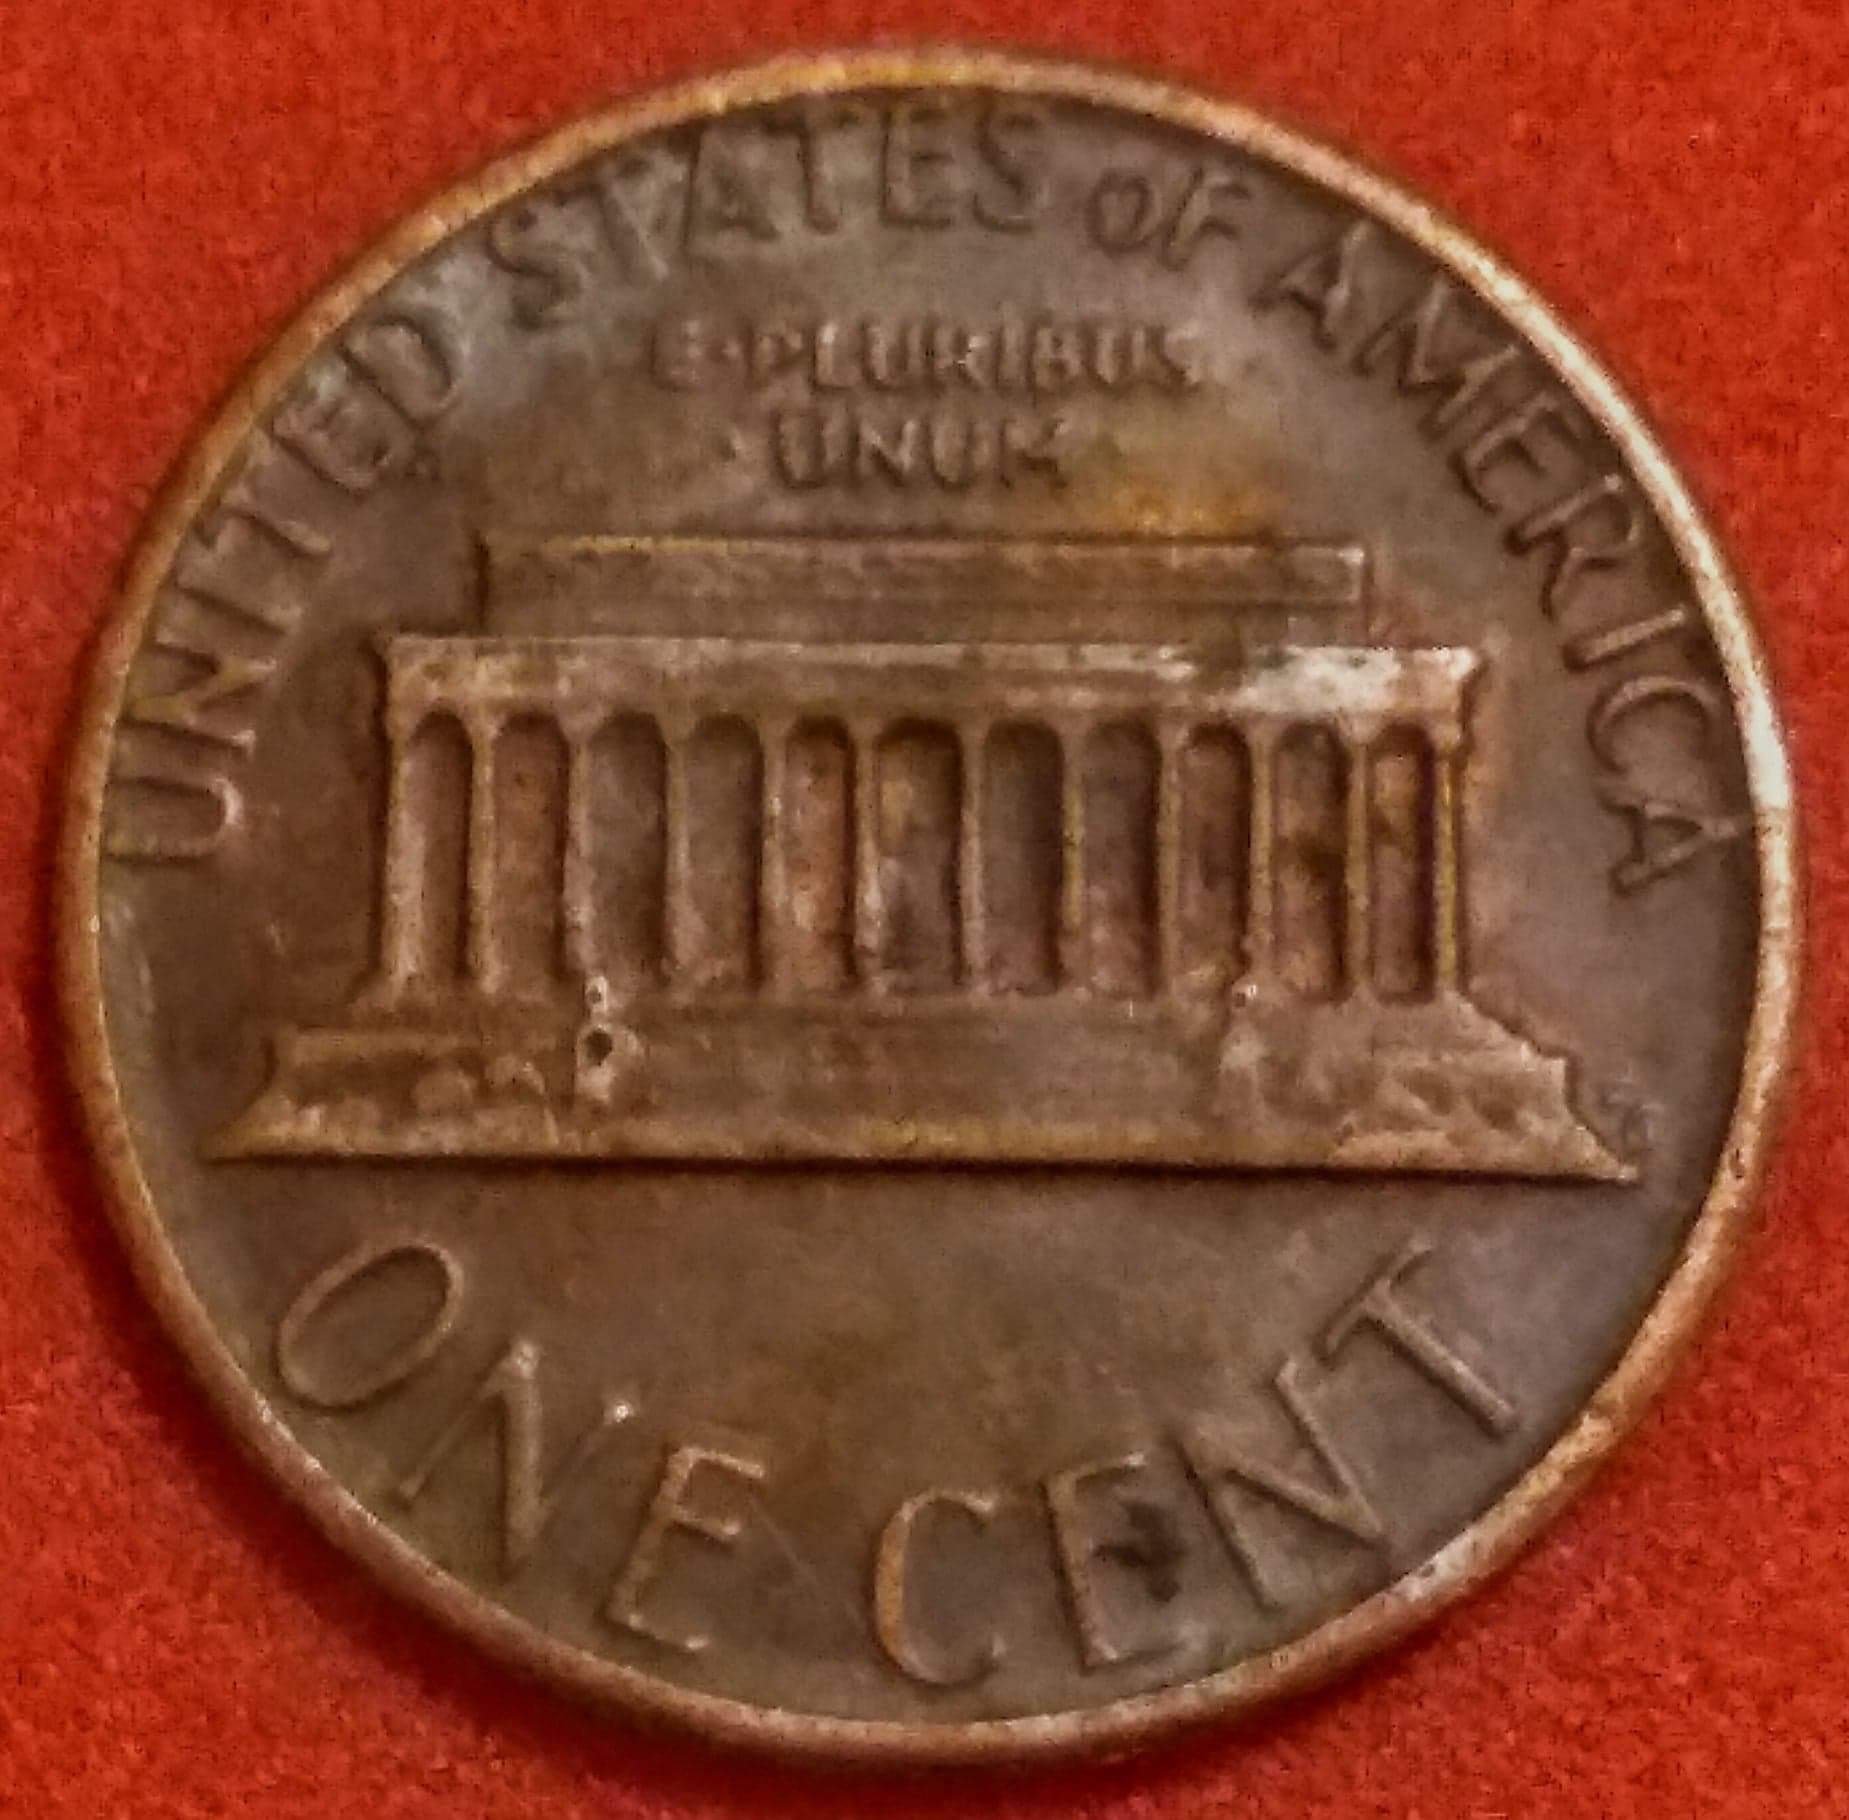 UNITED STATES OF AMERICA
E·PLURIBUS
·UNUM·
ONE CENT